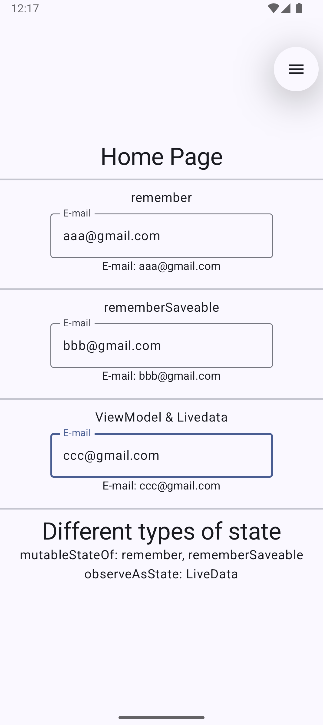 12:17
Home Page
remember
E-mail
aaa@gmail.com
E-mail: aaa@gmail.com
rememberSaveable
E-mail
bbb@gmail.com
E-mail: bbb@gmail.com
ViewModel & Livedata
E-mail
ccc@gmail.com
E-mail: ccc@gmail.com
Different types of state
mutableStateOf: remember, rememberSaveable
observeAsState: LiveData